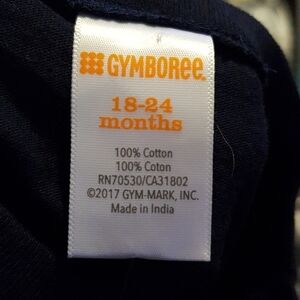 GYMBOREE
18-24
months
100% Cotton
100% Coton
RN70530/CA31802
©2017 GYM-MARK, INC.
Made in India